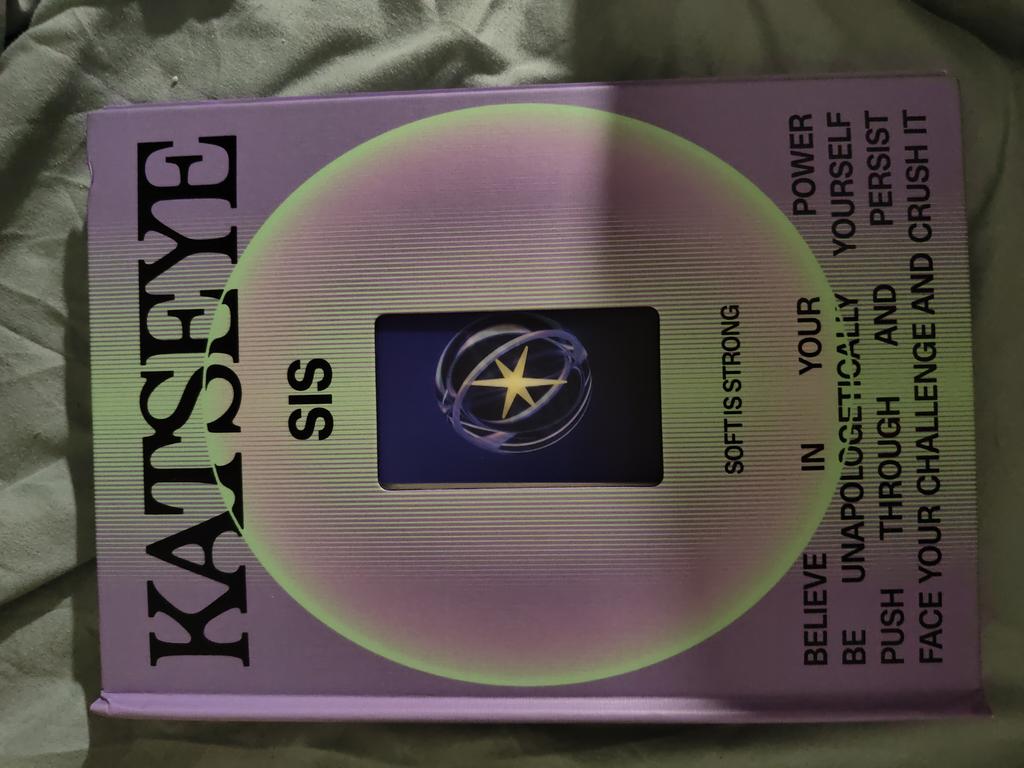 KATSEYE
SIS
SOFT IS STRONG
BELIEVE IN YOUR POWER
BE UNAPOLOGETICALLY YOURSELF
PUSH THROUGH AND PERSIST
FACE YOUR CHALLENGE AND CRUSH IT